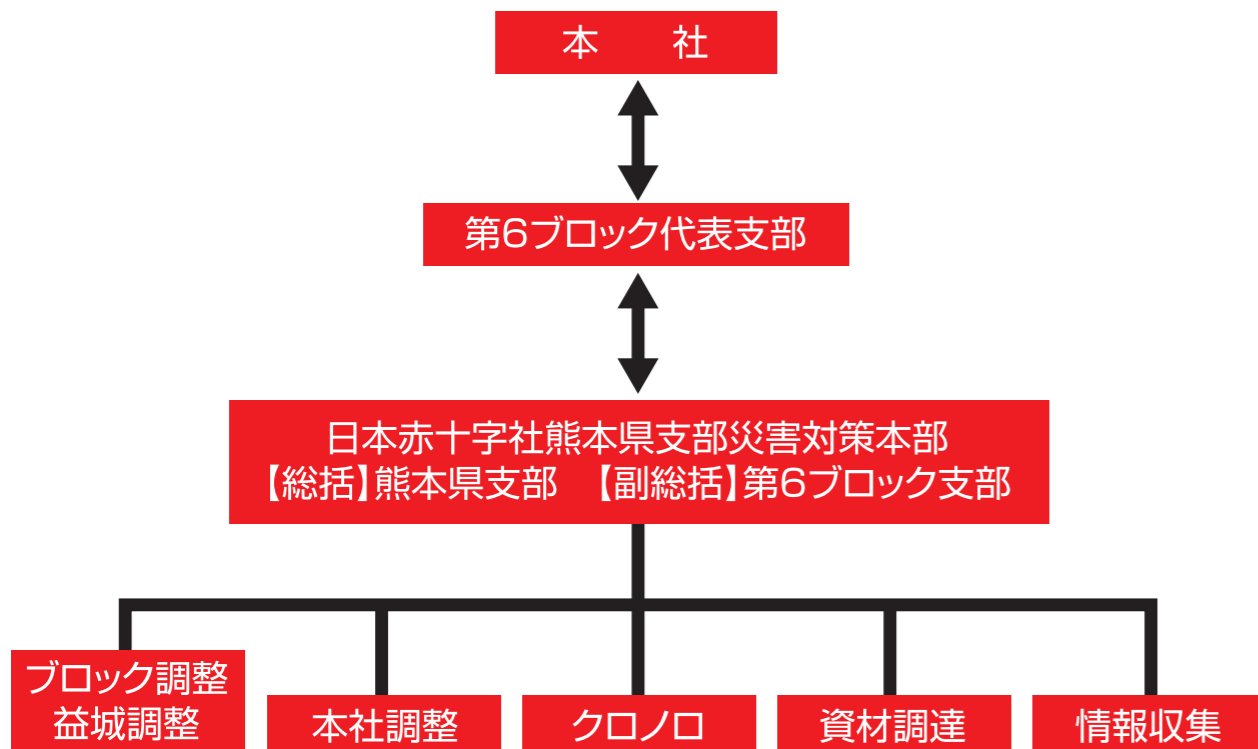 本　　社
第6ブロック代表支部
日本赤十字社熊本県支部災害対策本部
【総括】熊本県支部　【副総括】第6ブロック支部
ブロック調整
益城調整
本社調整
クロノロ
資材調達
情報収集